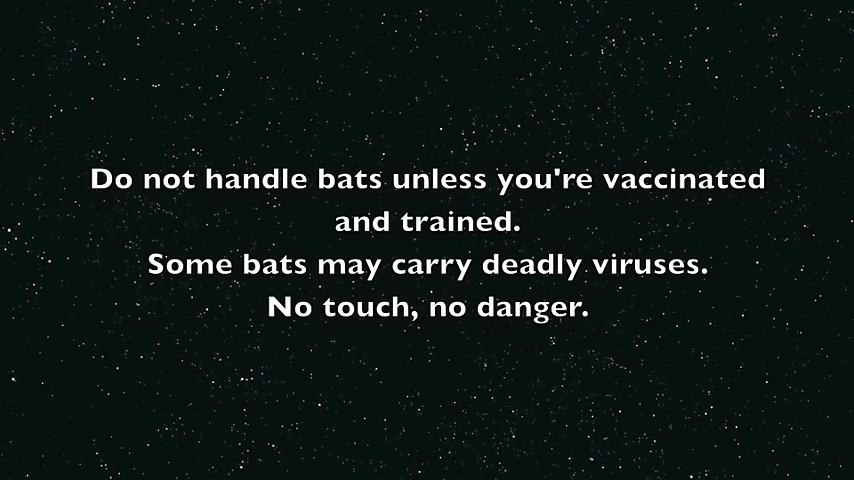 Do not handle bats unless you're vaccinated
and trained.
Some bats may carry deadly viruses.
No touch, no danger.